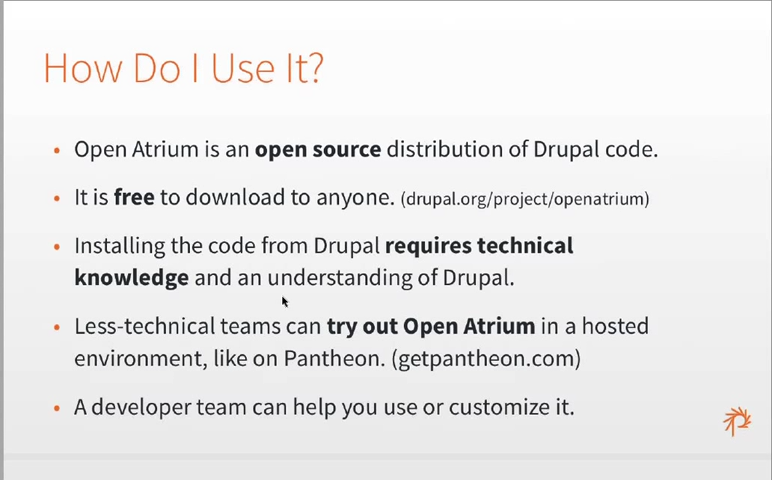 How Do I Use It?
• Open Atrium is an open source distribution of Drupal code.
• It is free to download to anyone. (drupal.org/project/openatrium)
• Installing the code from Drupal requires technical
knowledge and an understanding of Drupal.
• Less-technical teams can try out Open Atrium in a hosted
environment, like on Pantheon. (getpantheon.com)
• A developer team can help you use or customize it.